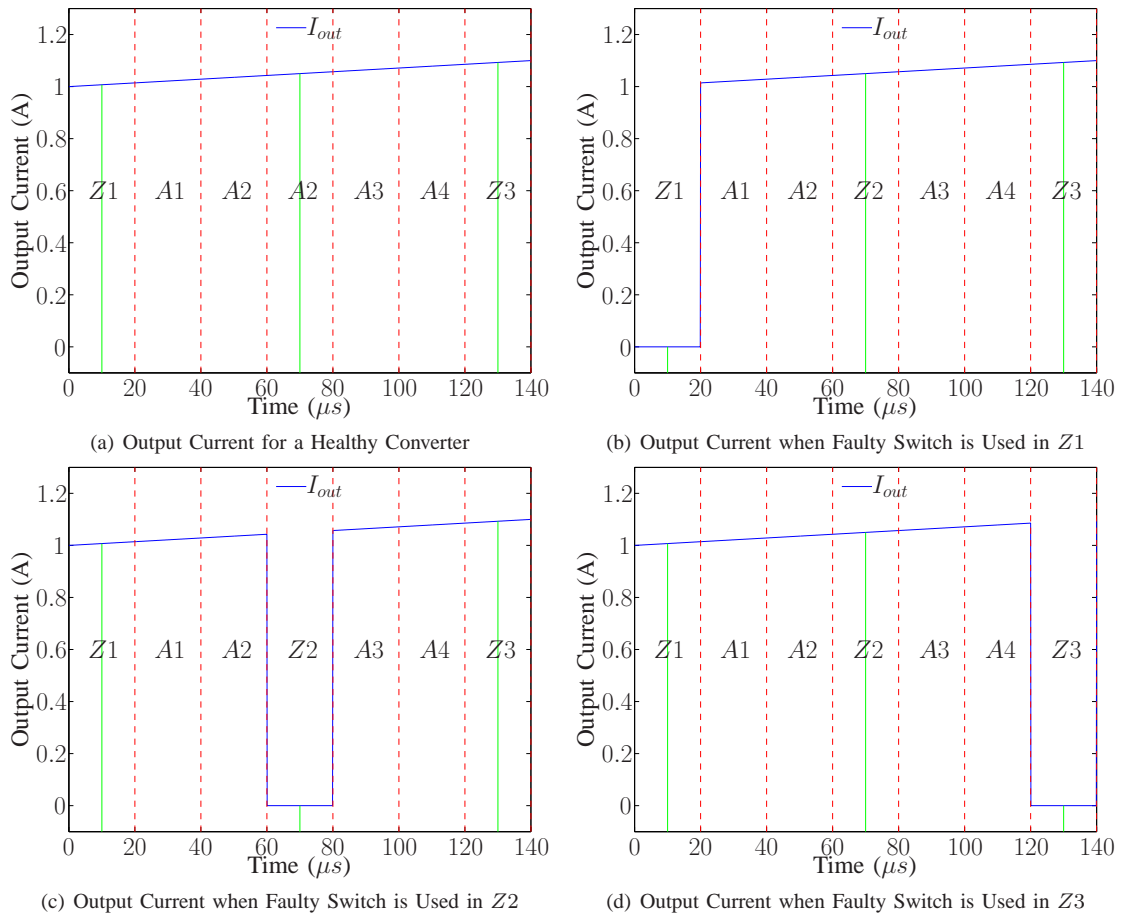 I_out
1.2
1
0.8
0.6
0.4
0.2
0
Output Current (A)
Z1 A1 A2 A2 A3 A4 Z3
0 20 40 60 80 100 120 140
Time (μs)
(a) Output Current for a Healthy Converter
I_out
1.2
1
0.8
0.6
0.4
0.2
0
Output Current (A)
Z1 A1 A2 Z2 A3 A4 Z3
0 20 40 60 80 100 120 140
Time (μs)
(b) Output Current when Faulty Switch is Used in Z1
I_out
1.2
1
0.8
0.6
0.4
0.2
0
Output Current (A)
Z1 A1 A2 Z2 A3 A4 Z3
0 20 40 60 80 100 120 140
Time (μs)
(c) Output Current when Faulty Switch is Used in Z2
I_out
1.2
1
0.8
0.6
0.4
0.2
0
Output Current (A)
Z1 A1 A2 Z2 A3 A4 Z3
0 20 40 60 80 100 120 140
Time (μs)
(d) Output Current when Faulty Switch is Used in Z3